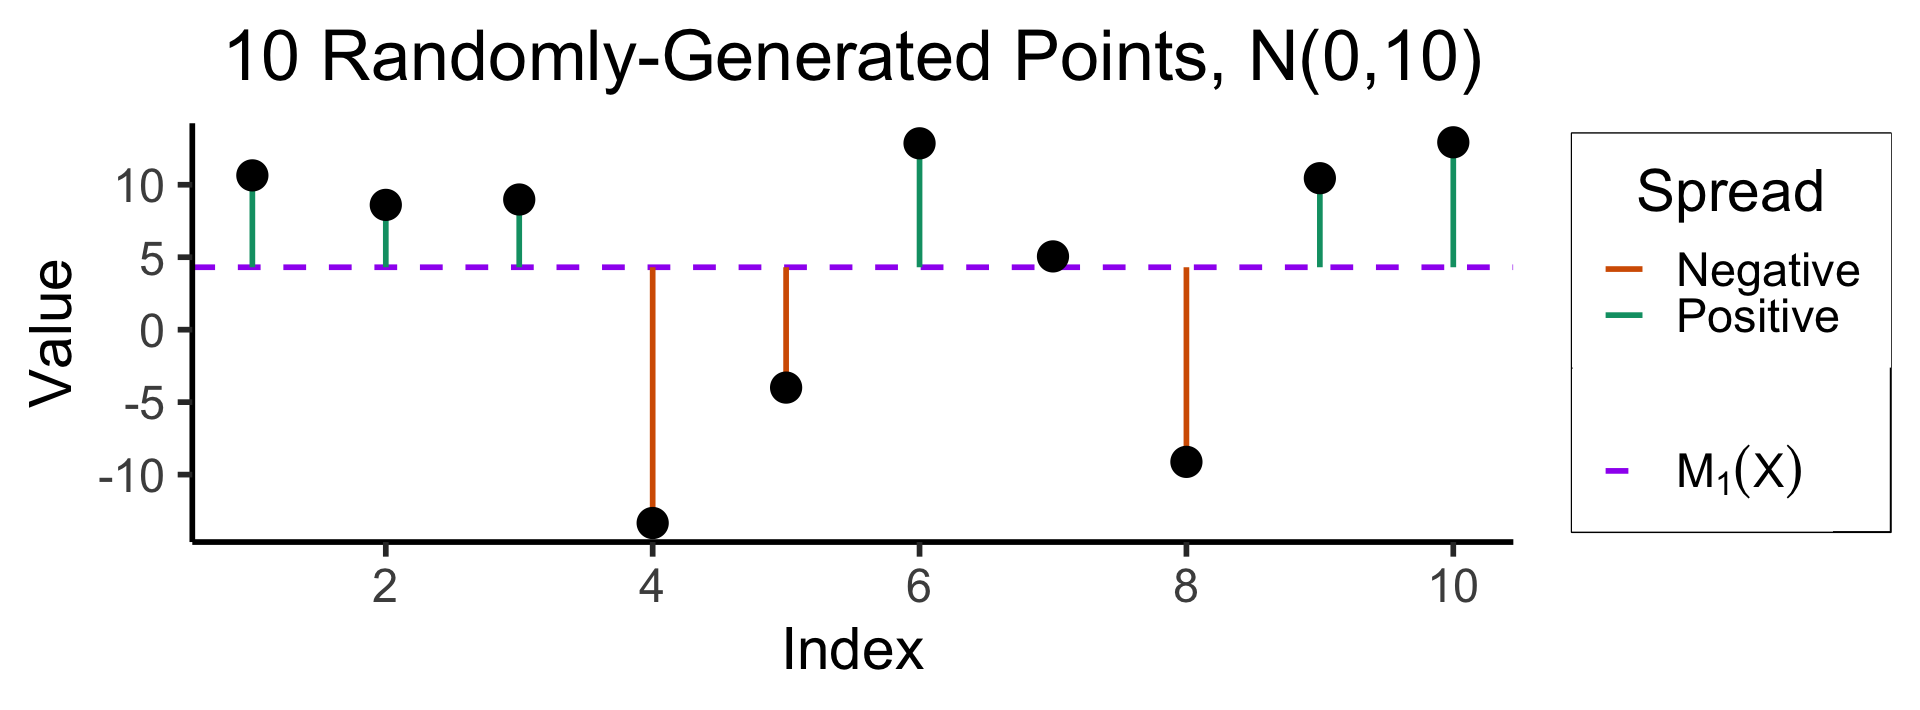 10 Randomly-Generated Points, N(0,10)
10
5
0
-5
-10
Value
2 4 6 8 10
Index
Spread
Negative
Positive
M₁(X)